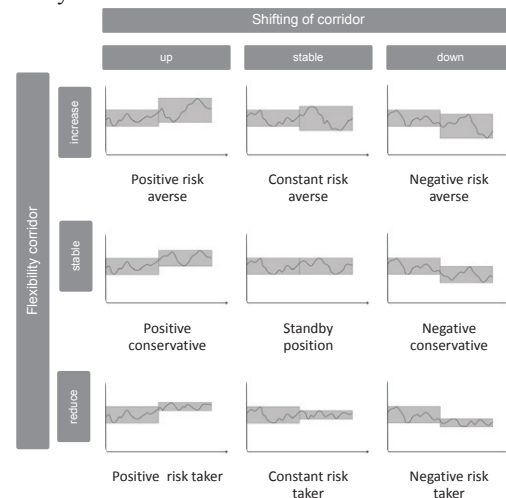 Shifting of corridor
up stable down
Flexibility corridor
increase
Positive risk averse
Constant risk averse
Negative risk averse
stable
Positive conservative
Standby position
Negative conservative
reduce
Positive risk taker
Constant risk taker
Negative risk taker